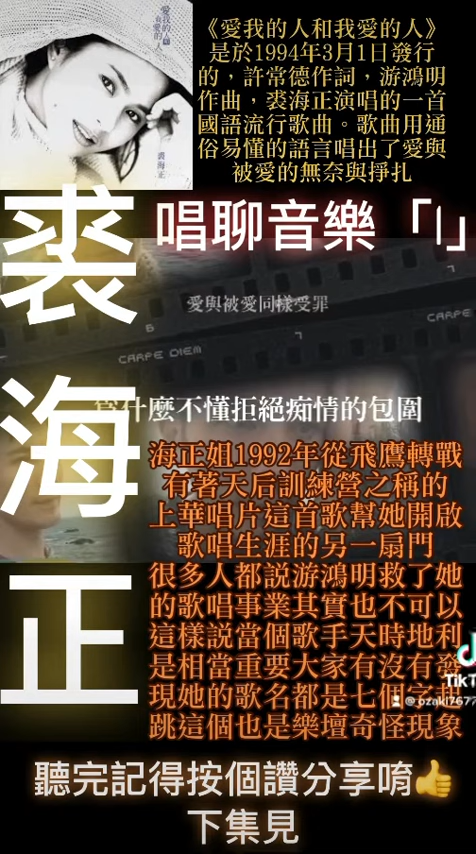 愛我的人和
我愛的人
裘海正
《愛我的人和我愛的人》
是於1994年3月1日發行
的，許常德作詞，游鴻明
作曲，裘海正演唱的一首
國語流行歌曲。歌曲用通
俗易懂的語言唱出了愛與
被愛的無奈與掙扎
裘海正
唱聊音樂「I」
愛與被愛同樣受罪
6
7
7
CARPE DIEM
CARPE
為什麼不懂拒絕痴情的包圍
海正姐1992年從飛鷹轉戰
有著天后訓練營之稱的
上華唱片這首歌幫她開啟
歌唱生涯的另一扇門
很多人都説游鴻明救了她
的歌唱事業其實也不可以
這樣説當個歌手天時地利
是相當重要大家有沒有發
現她的歌名都是七個字起
跳這個也是樂壇奇怪現象
TikT
@ozaki7677
聽完記得按個讚分享唷👍
下集見